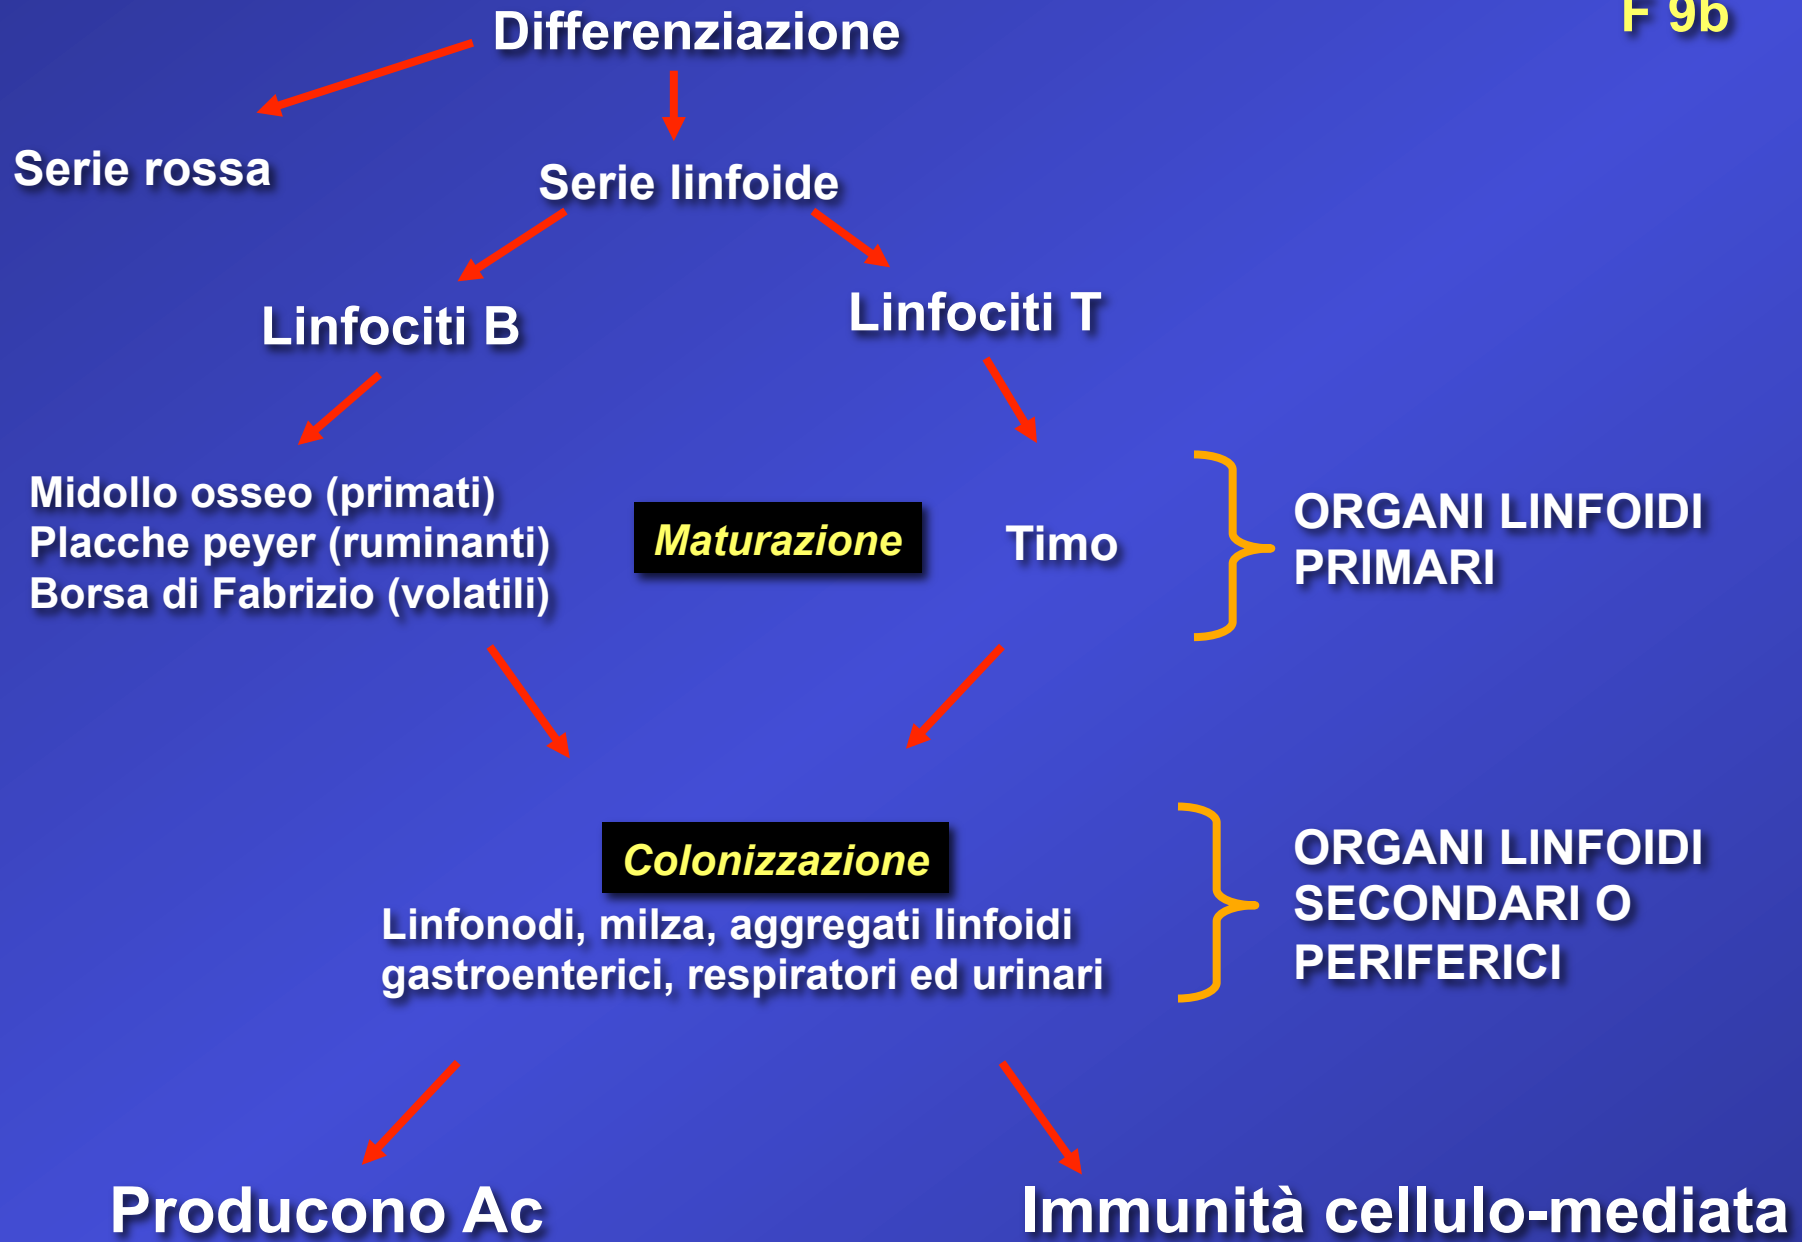 F 9b
Differenziazione
Serie rossa
Serie linfoide
Linfociti B
Linfociti T
Midollo osseo (primati)
Placche peyer (ruminanti)
Borsa di Fabrizio (volatili)
Maturazione
Timo
ORGANI LINFOIDI
PRIMARI
Colonizzazione
Linfonodi, milza, aggregati linfoidi
gastroenterici, respiratori ed urinari
ORGANI LINFOIDI
SECONDARI O
PERIFERICI
Producono Ac
Immunità cellulo-mediata